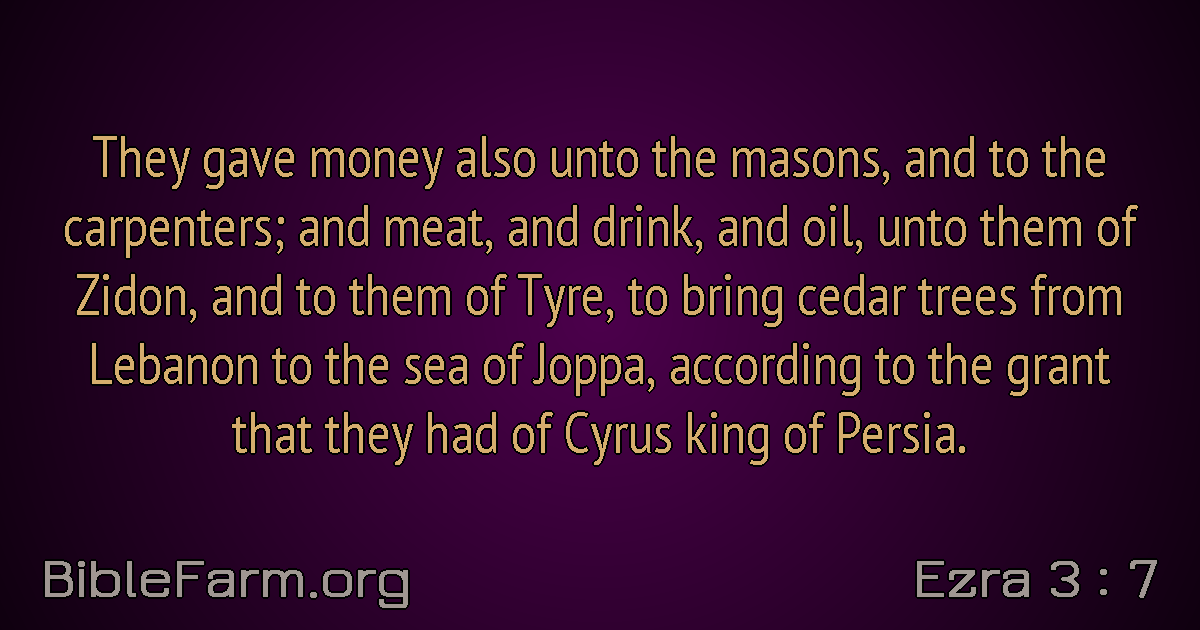 They gave money also unto the masons, and to the
carpenters; and meat, and drink, and oil, unto them of
Zidon, and to them of Tyre, to bring cedar trees from
Lebanon to the sea of Joppa, according to the grant
that they had of Cyrus king of Persia.
BibleFarm.org
Ezra 3 : 7